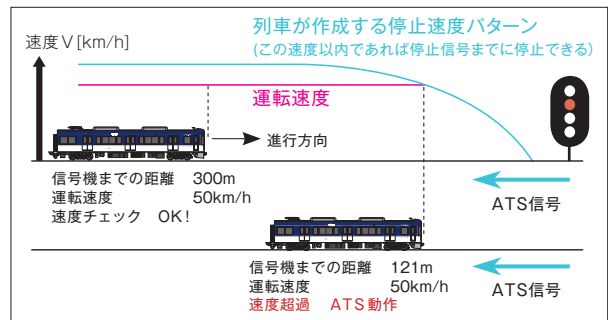 列車が作成する停止速度パターン
(この速度以内であれば停止信号までに停止できる)
速度V[km/h]
運転速度
進行方向
信号機までの距離 300m
運転速度 50km/h
速度チェック OK!
ATS信号
信号機までの距離 121m
運転速度 50km/h
速度超過 ATS動作
ATS信号